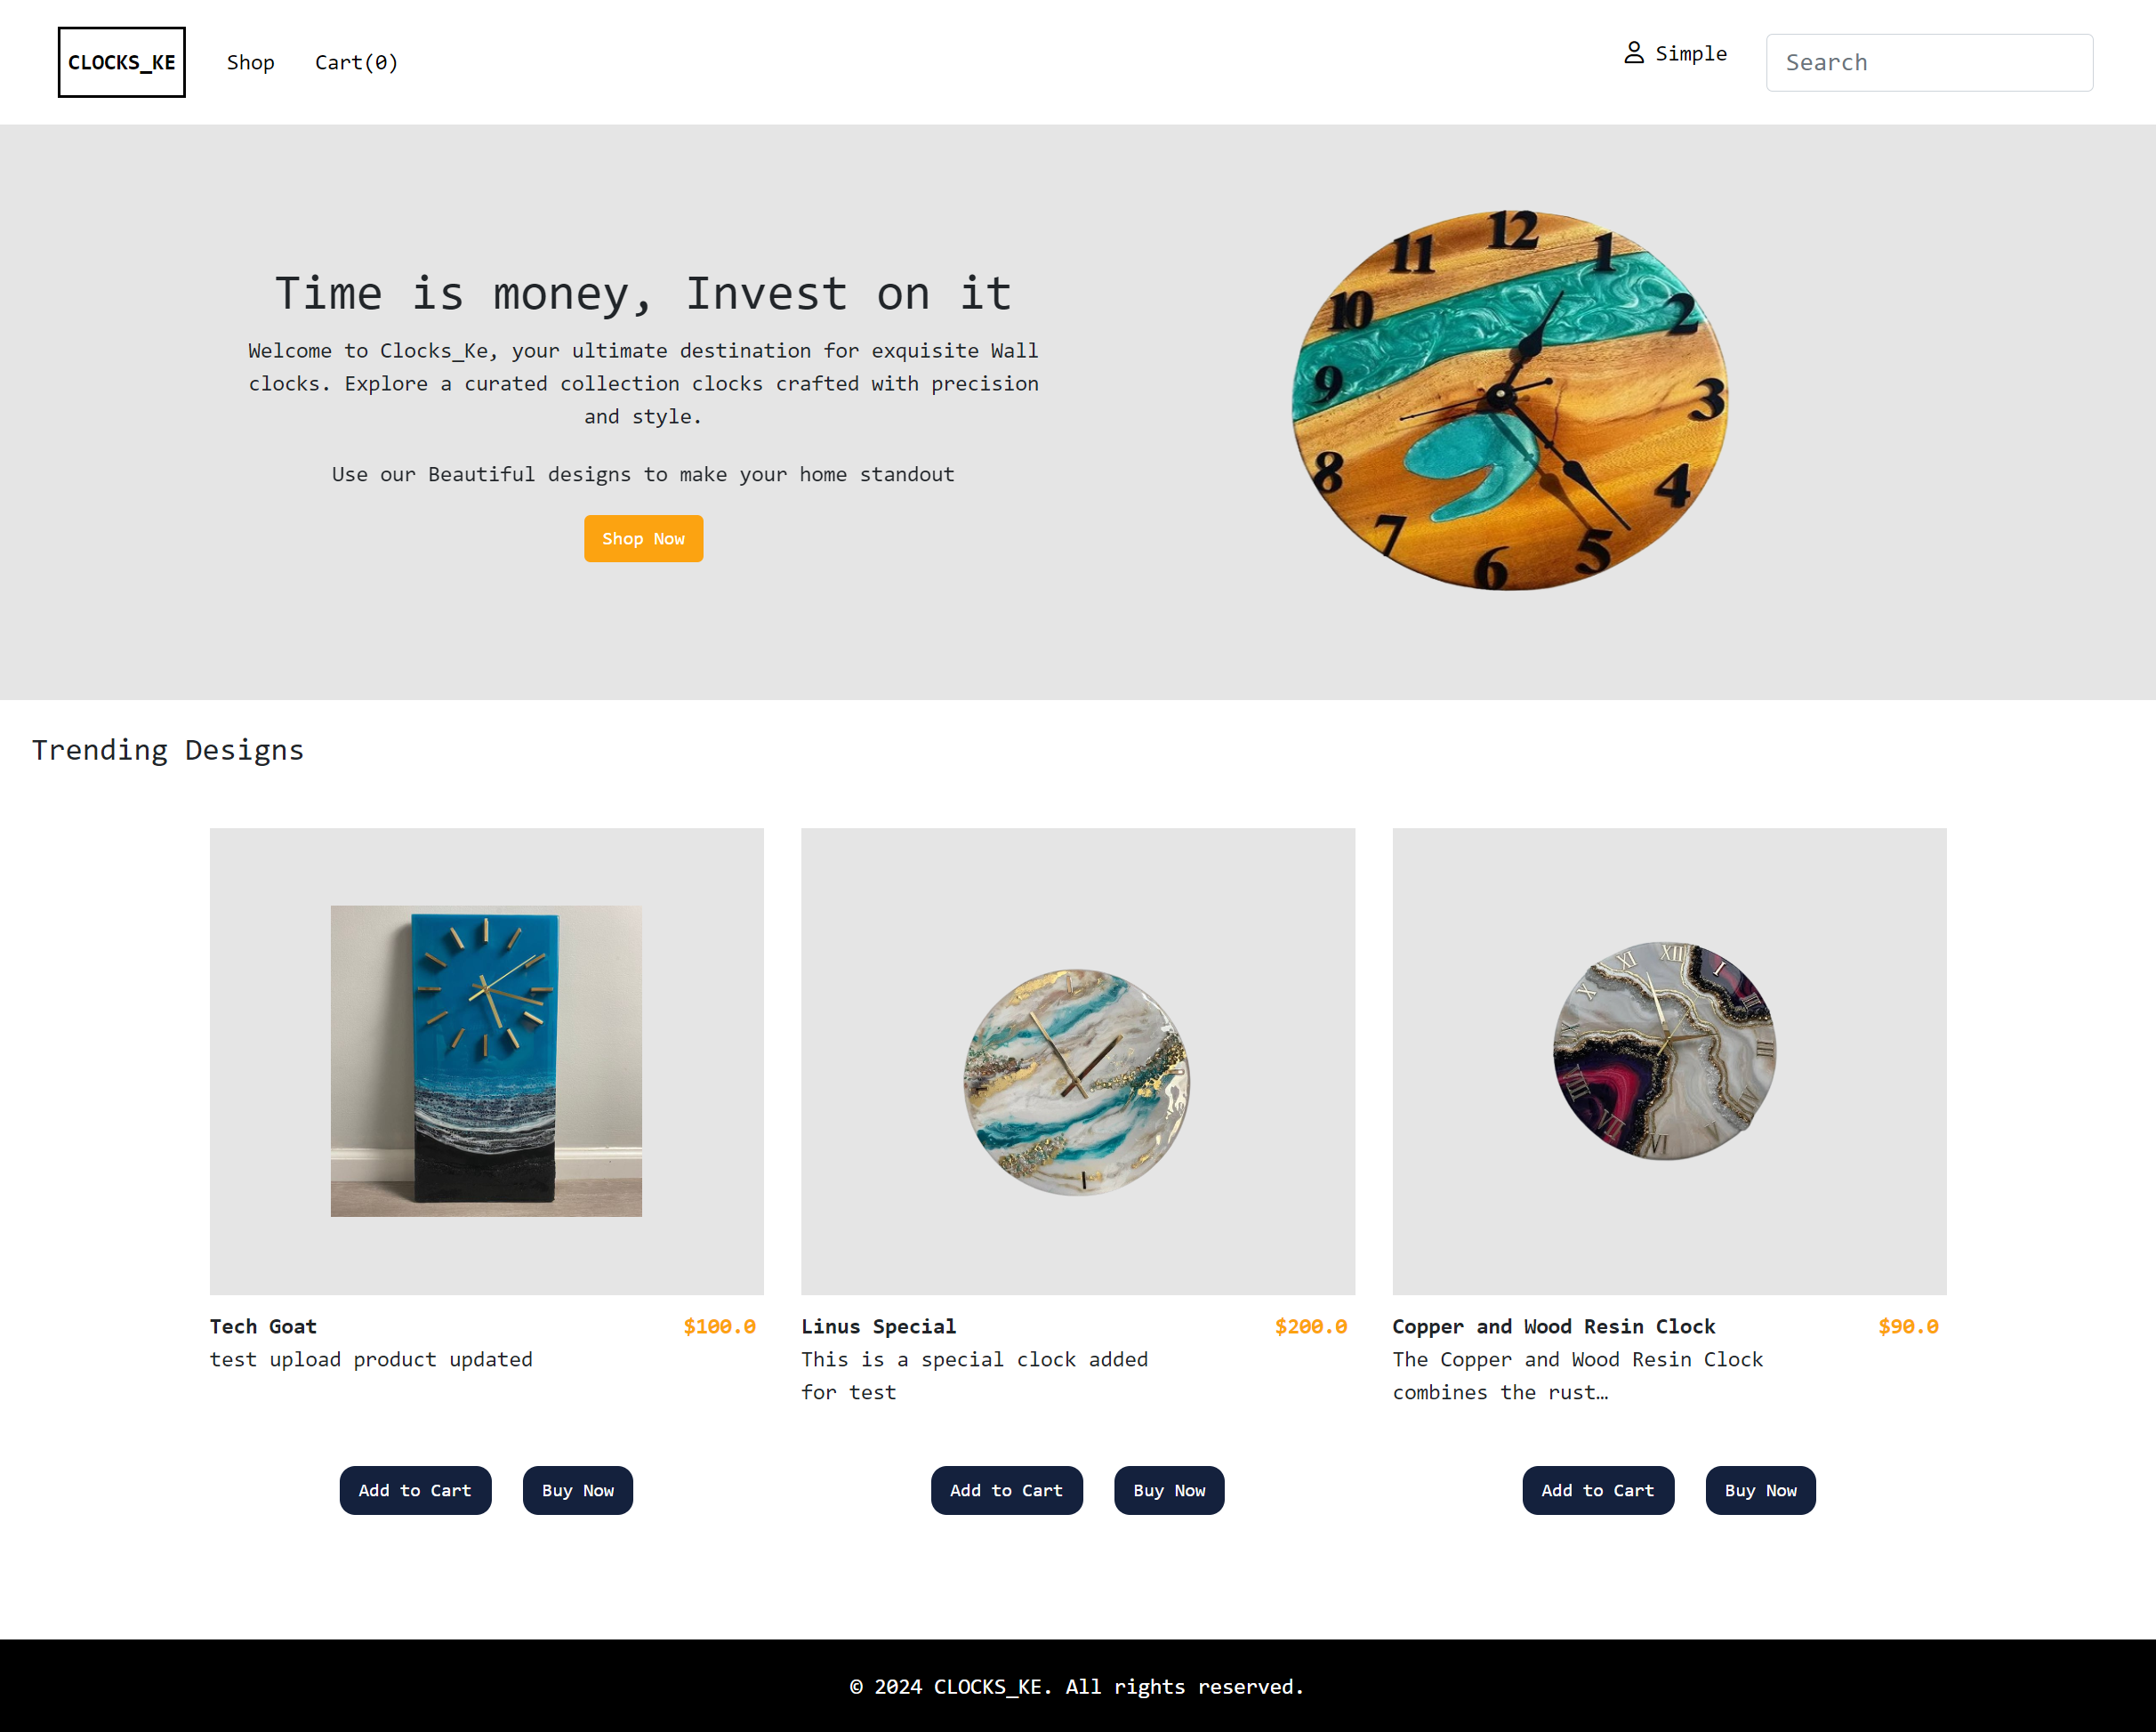 CLOCKS_KE
Shop
Cart(0)
Simple
Search
Time is money, Invest on it
Welcome to Clocks_Ke, your ultimate destination for exquisite Wall
clocks. Explore a curated collection clocks crafted with precision
and style.
Use our Beautiful designs to make your home standout
Shop Now
12
1
2
3
4
5
6
7
8
9
10
11
Trending Designs
XII
I
III
V
VI
VII
VIII
X
XI
Tech Goat
$100.0
test upload product updated
Add to Cart
Buy Now
Linus Special
$200.0
This is a special clock added
for test
Add to Cart
Buy Now
Copper and Wood Resin Clock
$90.0
The Copper and Wood Resin Clock
combines the rust…
Add to Cart
Buy Now
© 2024 CLOCKS_KE. All rights reserved.